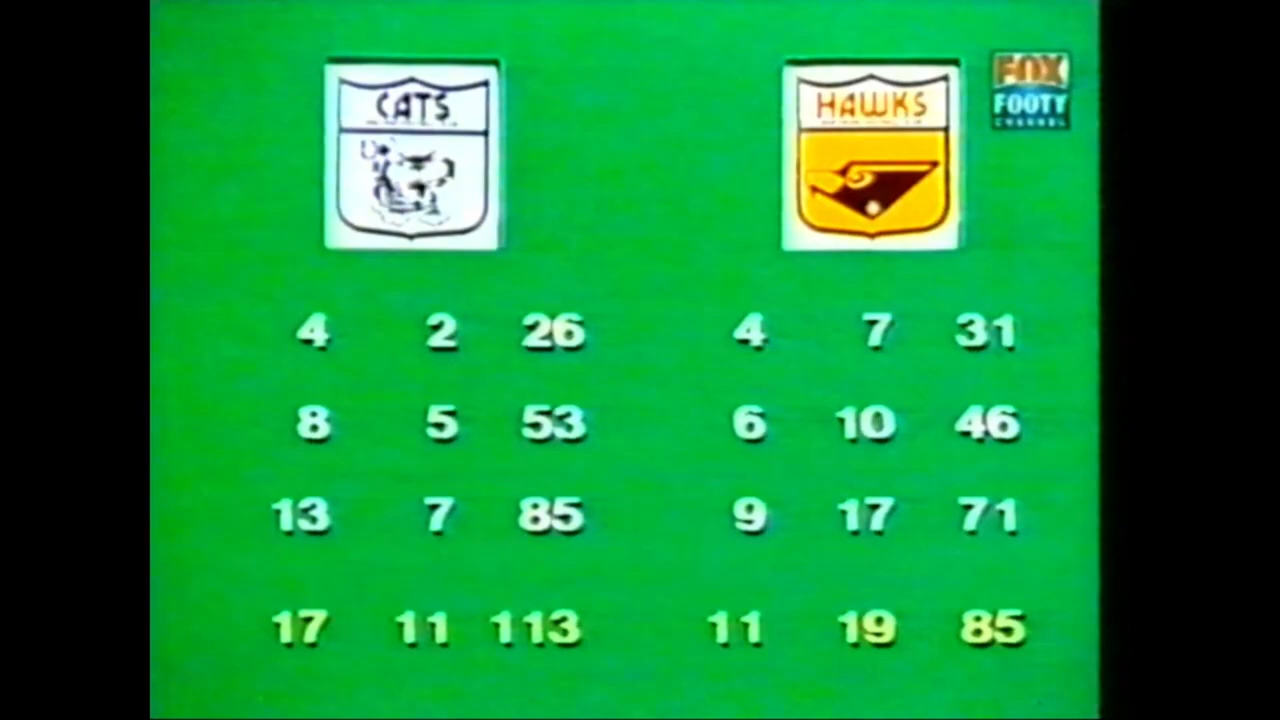 CATS
HAWKS
FOX
FOOTY
CHANNEL
4 2 26 4 7 31
8 5 53 6 10 46
13 7 85 9 17 71
17 11 113 11 19 85